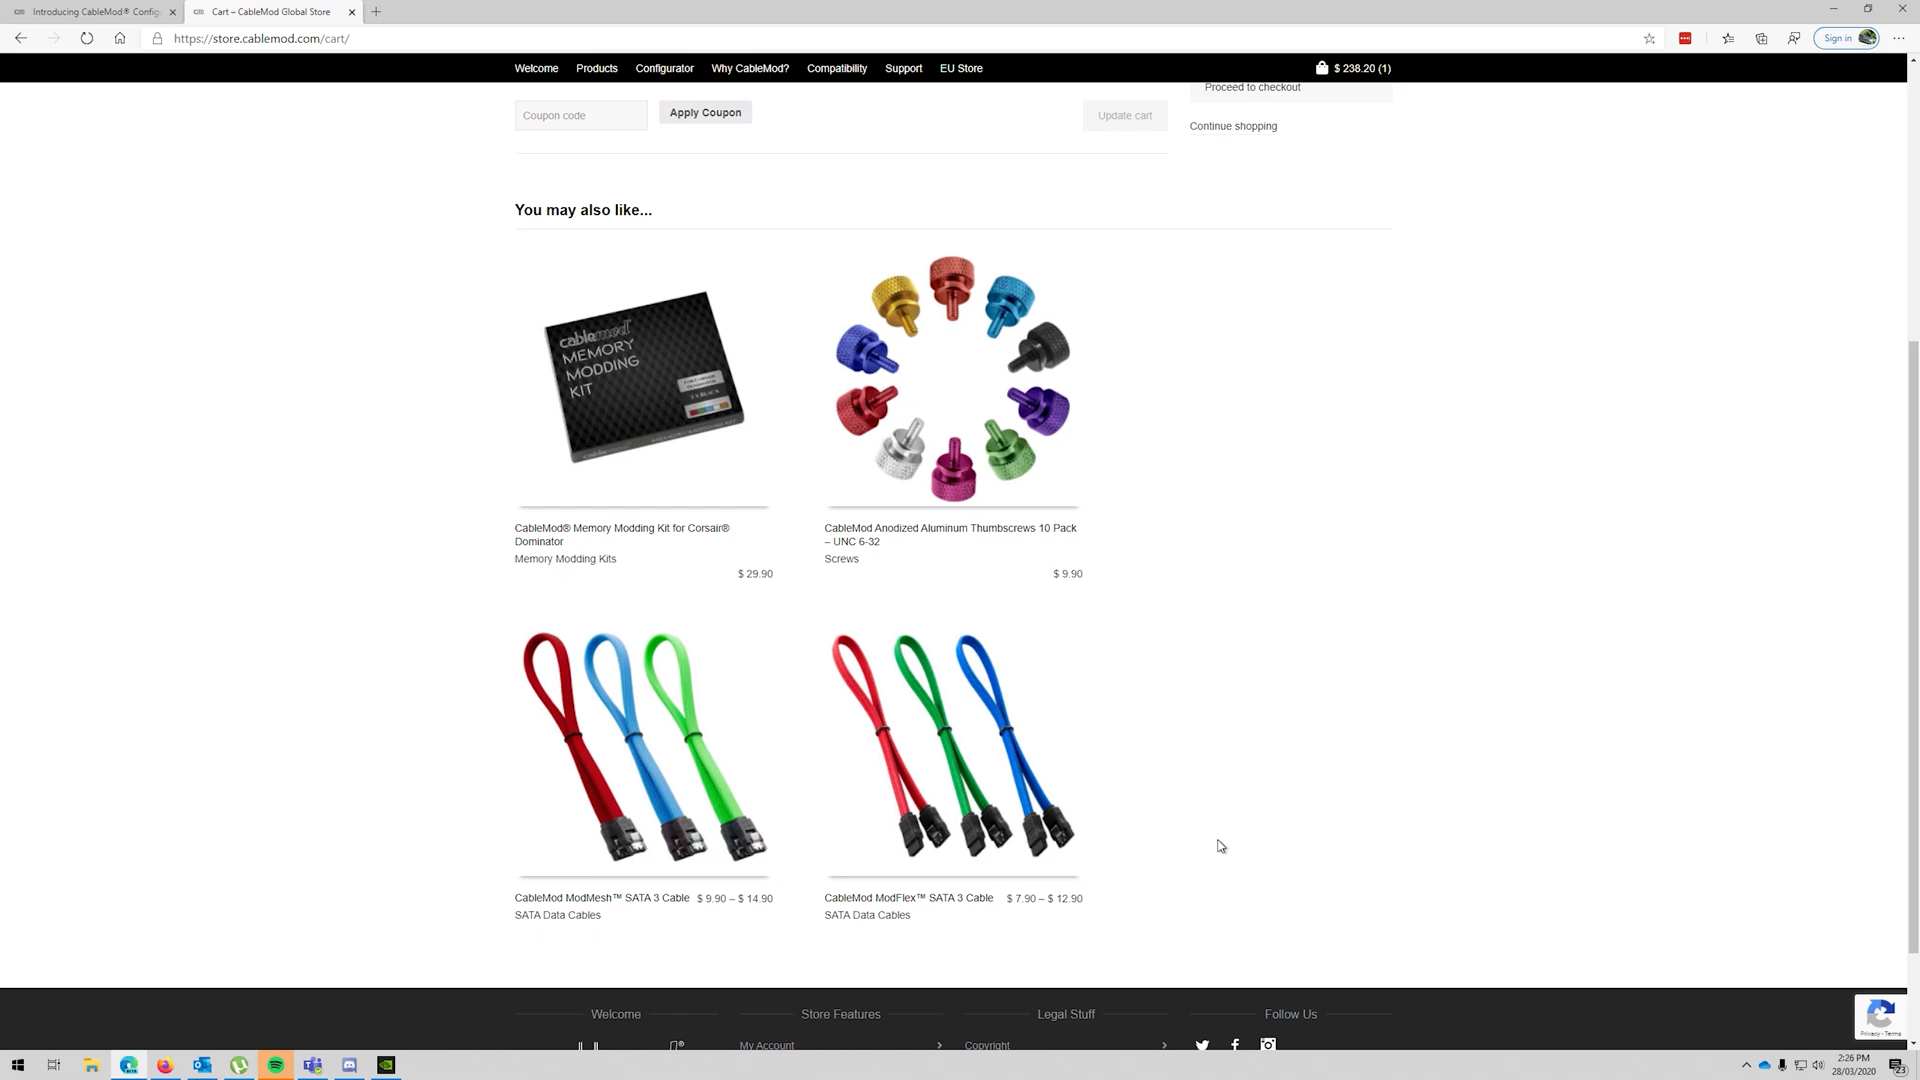 Introducing CableMod® Config
Cart – CableMod Global Store
https://store.cablemod.com/cart/
Sign in
Welcome
Products
Configurator
Why CableMod?
Compatibility
Support
EU Store
$ 238.20 (1)
Proceed to checkout
Coupon code
Apply Coupon
Update cart
Continue shopping
You may also like...
cablemod
MEMORY
MODDING
KIT
CableMod® Memory Modding Kit for Corsair®
Dominator
Memory Modding Kits
$ 29.90
CableMod Anodized Aluminum Thumbscrews 10 Pack
– UNC 6-32
Screws
$ 9.90
CableMod ModMesh™ SATA 3 Cable
$ 9.90 – $ 14.90
SATA Data Cables
CableMod ModFlex™ SATA 3 Cable
$ 7.90 – $ 12.90
SATA Data Cables
Welcome
Store Features
Legal Stuff
Follow Us
My Account
Copyright
Privacy - Terms
2:26 PM
28/03/2020
23